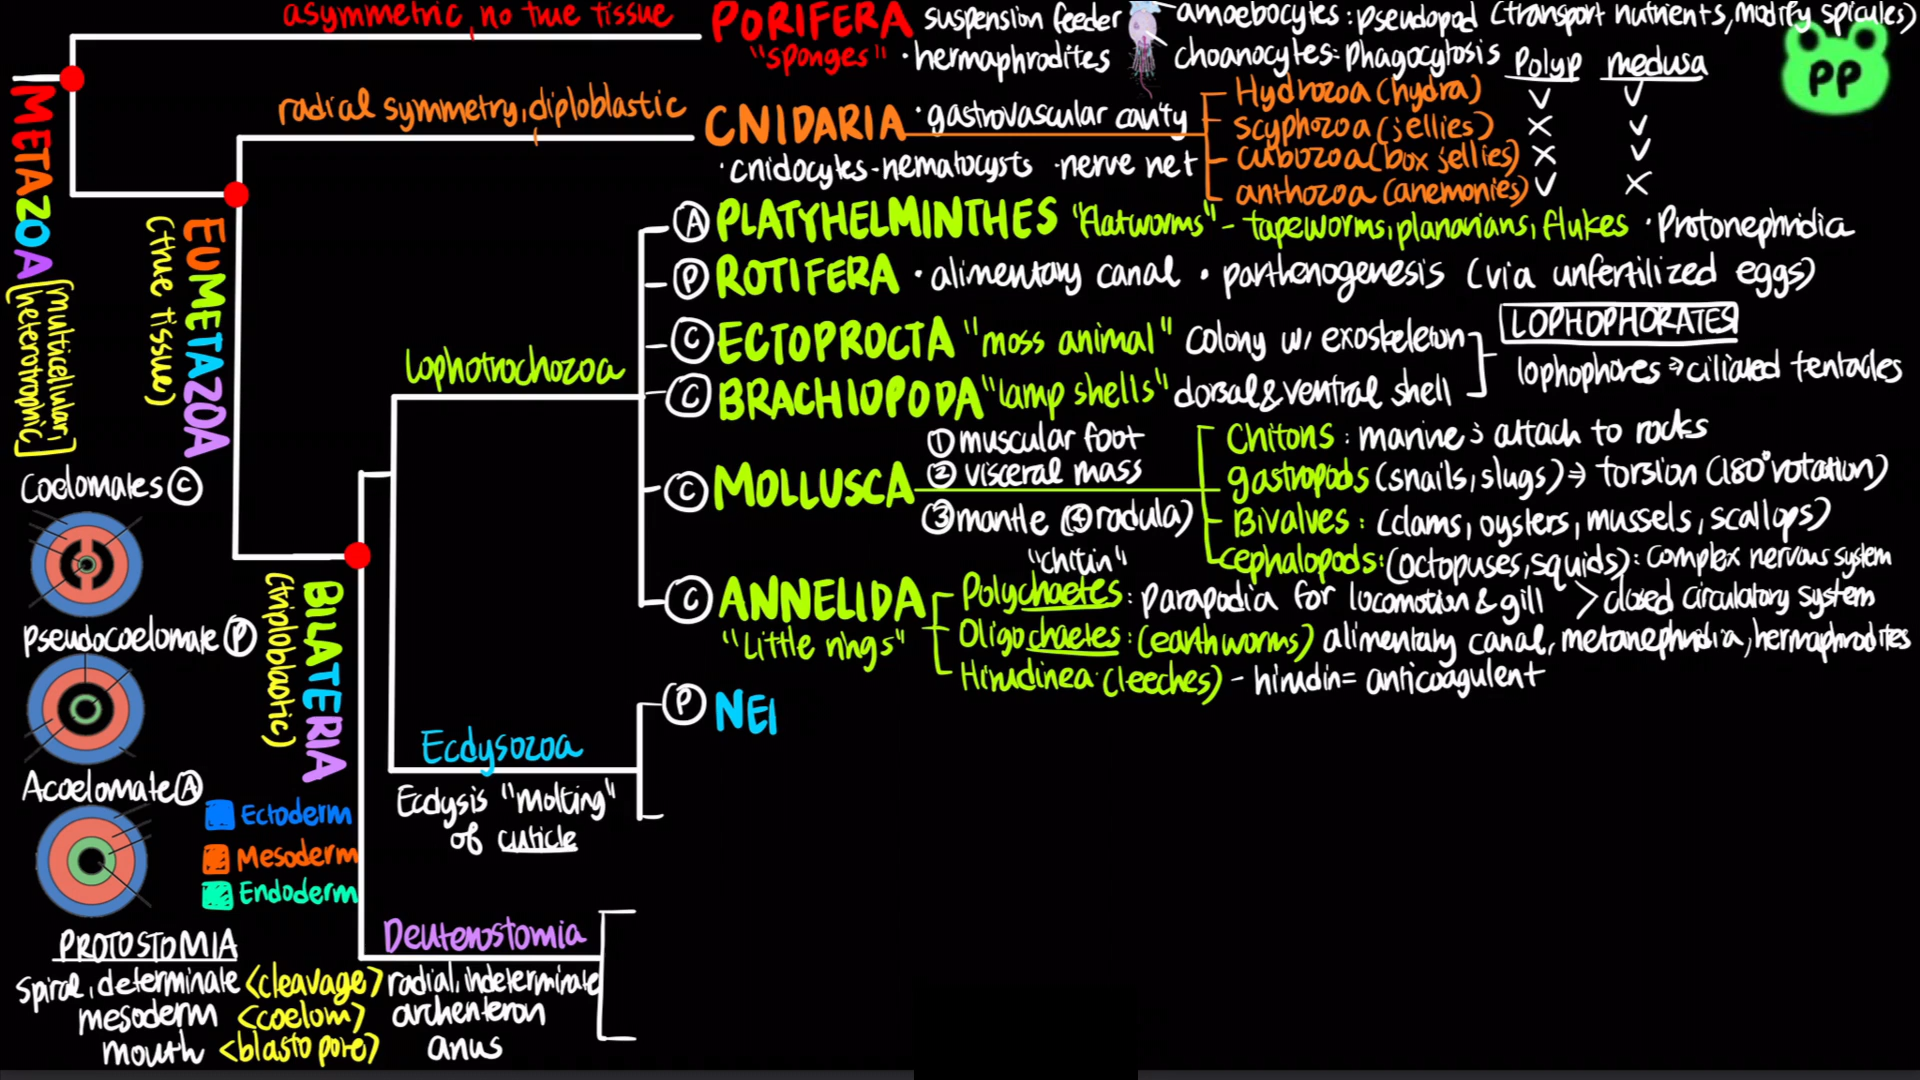 asymmetric, no true tissue
PORIFERA
"sponges"
suspension feeder
· hermaphrodites
amoebocytes : pseudopod (transport nutrients, modify spicules)
choanocytes : phagocytosis
PP
Polyp medusa
METAZOA
[multicellular, heterotrophic]
radial symmetry, diploblastic
CNIDARIA
· gastrovascular cavity
· cnidocytes - nematocysts · nerve net
Hydrozoa (hydra) ✓ ✓
scyphozoa (jellies) X ✓
cubozoa (box jellies) X ✓
anthozoa (anemonies) ✓ X
EUMETAZOA
(true tissue)
Lophotrochozoa
A PLATYHELMINTHES "flatworms" - tapeworms, planarians, flukes · Protonephridia
P ROTIFERA · alimentary canal · parthenogenesis (via unfertilized eggs)
C ECTOPROCTA "moss animal" colony w/ exoskeleton
C BRACHIOPODA "lamp shells" dorsal & ventral shell
LOPHOPHORATES
lophophores ⇒ ciliated tentacles
C MOLLUSCA
① muscular foot
② visceral mass
③ mantle (+ radula)
"chitin"
Chitons : marine & attach to rocks
gastropods (snails, slugs) ⇒ torsion (180° rotation)
Bivalves : (clams, oysters, mussels, scallops)
cephalopods : (octopuses, squids) : complex nervous system
> closed circulatory system
C ANNELIDA
"Little rings"
Polychaetes : parapodia for locomotion & gill
Oligochaetes : (earthworms) alimentary canal, metanephridia, hermaphrodites
Hirudinea (leeches) - hirudin = anticoagulent
Coelomates C
Pseudocoelomate P
Acoelomate A
Ectoderm
Mesoderm
Endoderm
BILATERIA
(triploblaotic)
Ecdysozoa
Ecdysis "molting"
of cuticle
P NEI
Deuterostomia
PROTOSTOMIA
spiral, determinate <cleavage> radial, indeterminate
mesoderm <coelom> archenteron
mouth <blastopore> anus